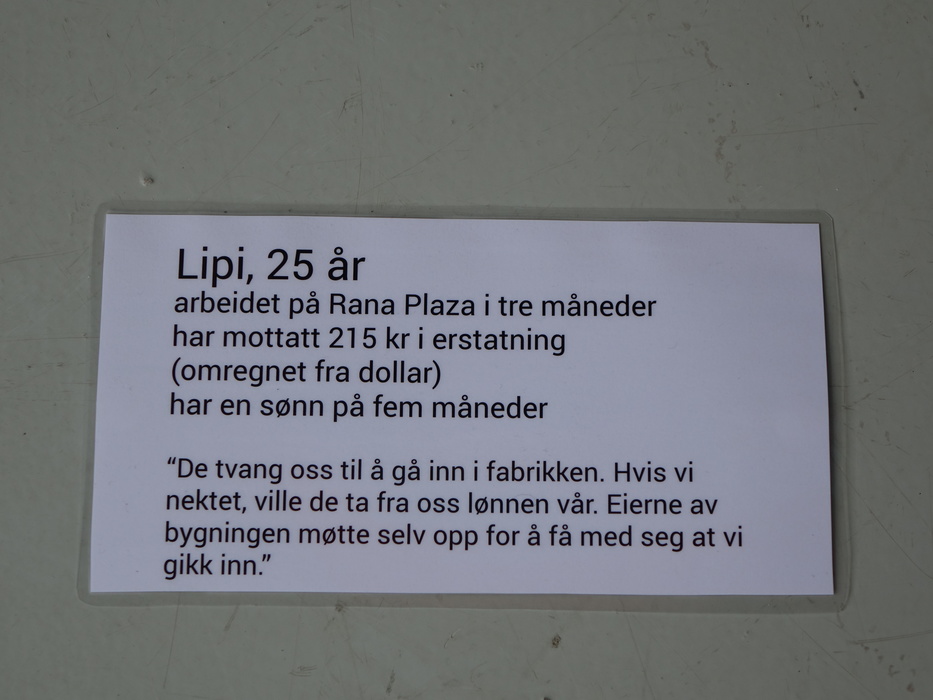 Lipi, 25 år
arbeidet på Rana Plaza i tre måneder
har mottatt 215 kr i erstatning
(omregnet fra dollar)
har en sønn på fem måneder
“De tvang oss til å gå inn i fabrikken. Hvis vi
nektet, ville de ta fra oss lønnen vår. Eierne av
bygningen møtte selv opp for å få med seg at vi
gikk inn.”